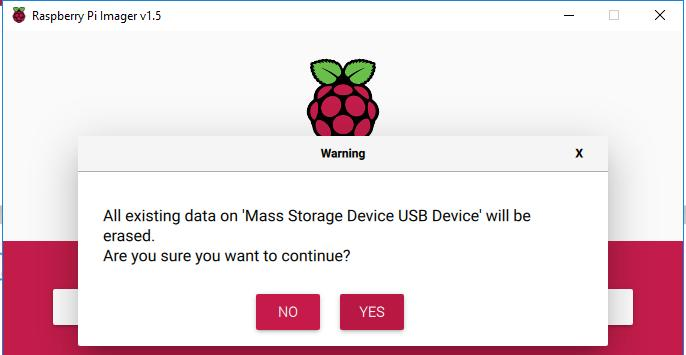 Raspberry Pi Imager v1.5
Warning
X
All existing data on 'Mass Storage Device USB Device' will be
erased.
Are you sure you want to continue?
NO YES